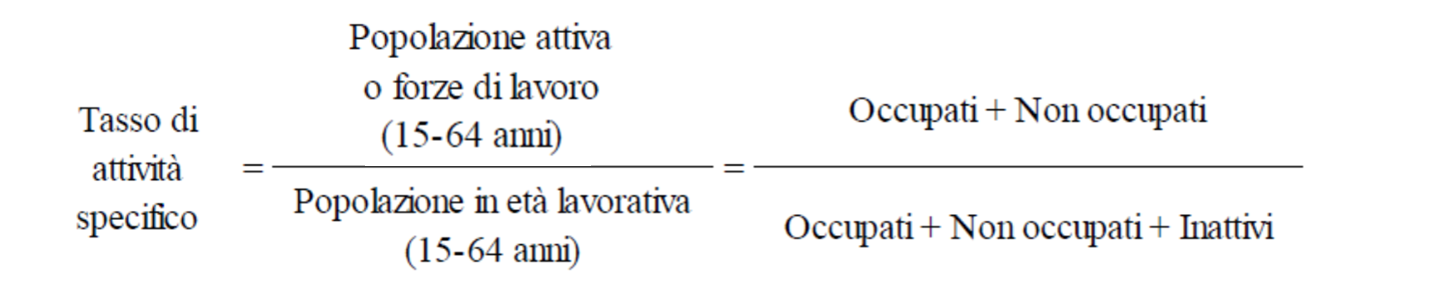 Tasso di
attività
specifico
=
Popolazione attiva
o forze di lavoro
(15-64 anni)
Popolazione in età lavorativa
(15-64 anni)
=
Occupati + Non occupati
Occupati + Non occupati + Inattivi